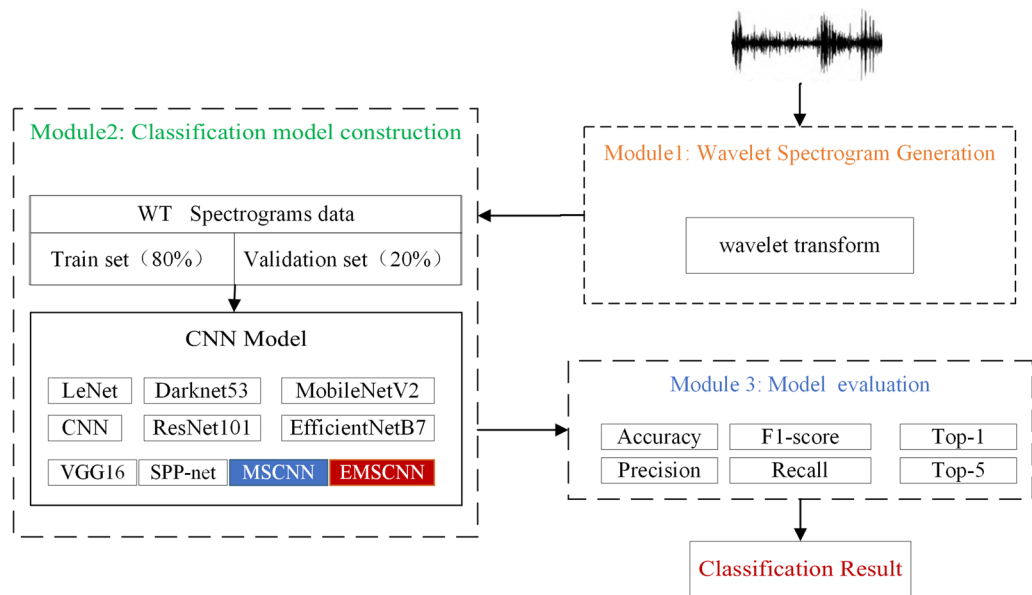 Module1: Wavelet Spectrogram Generation
wavelet transform
Module2: Classification model construction
WT Spectrograms data
Train set（80%）
Validation set（20%）
CNN Model
LeNet
Darknet53
MobileNetV2
CNN
ResNet101
EfficientNetB7
VGG16
SPP-net
MSCNN
EMSCNN
Module 3: Model evaluation
Accuracy
F1-score
Top-1
Precision
Recall
Top-5
Classification Result